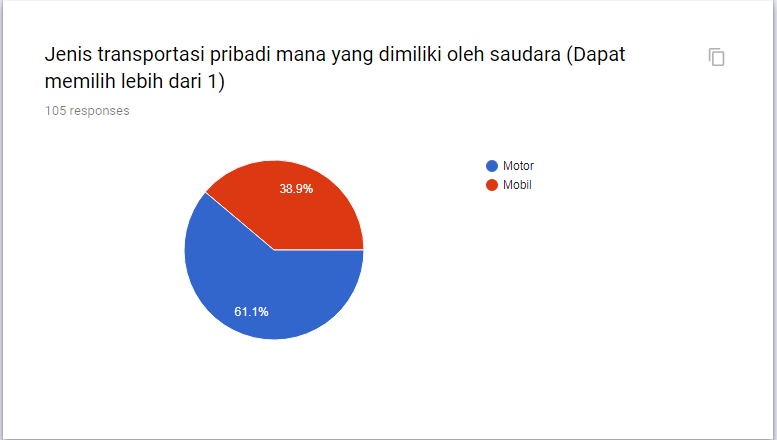 Jenis transportasi pribadi mana yang dimiliki oleh saudara (Dapat
memilih lebih dari 1)
105 responses
Motor
Mobil
38.9%
61.1%